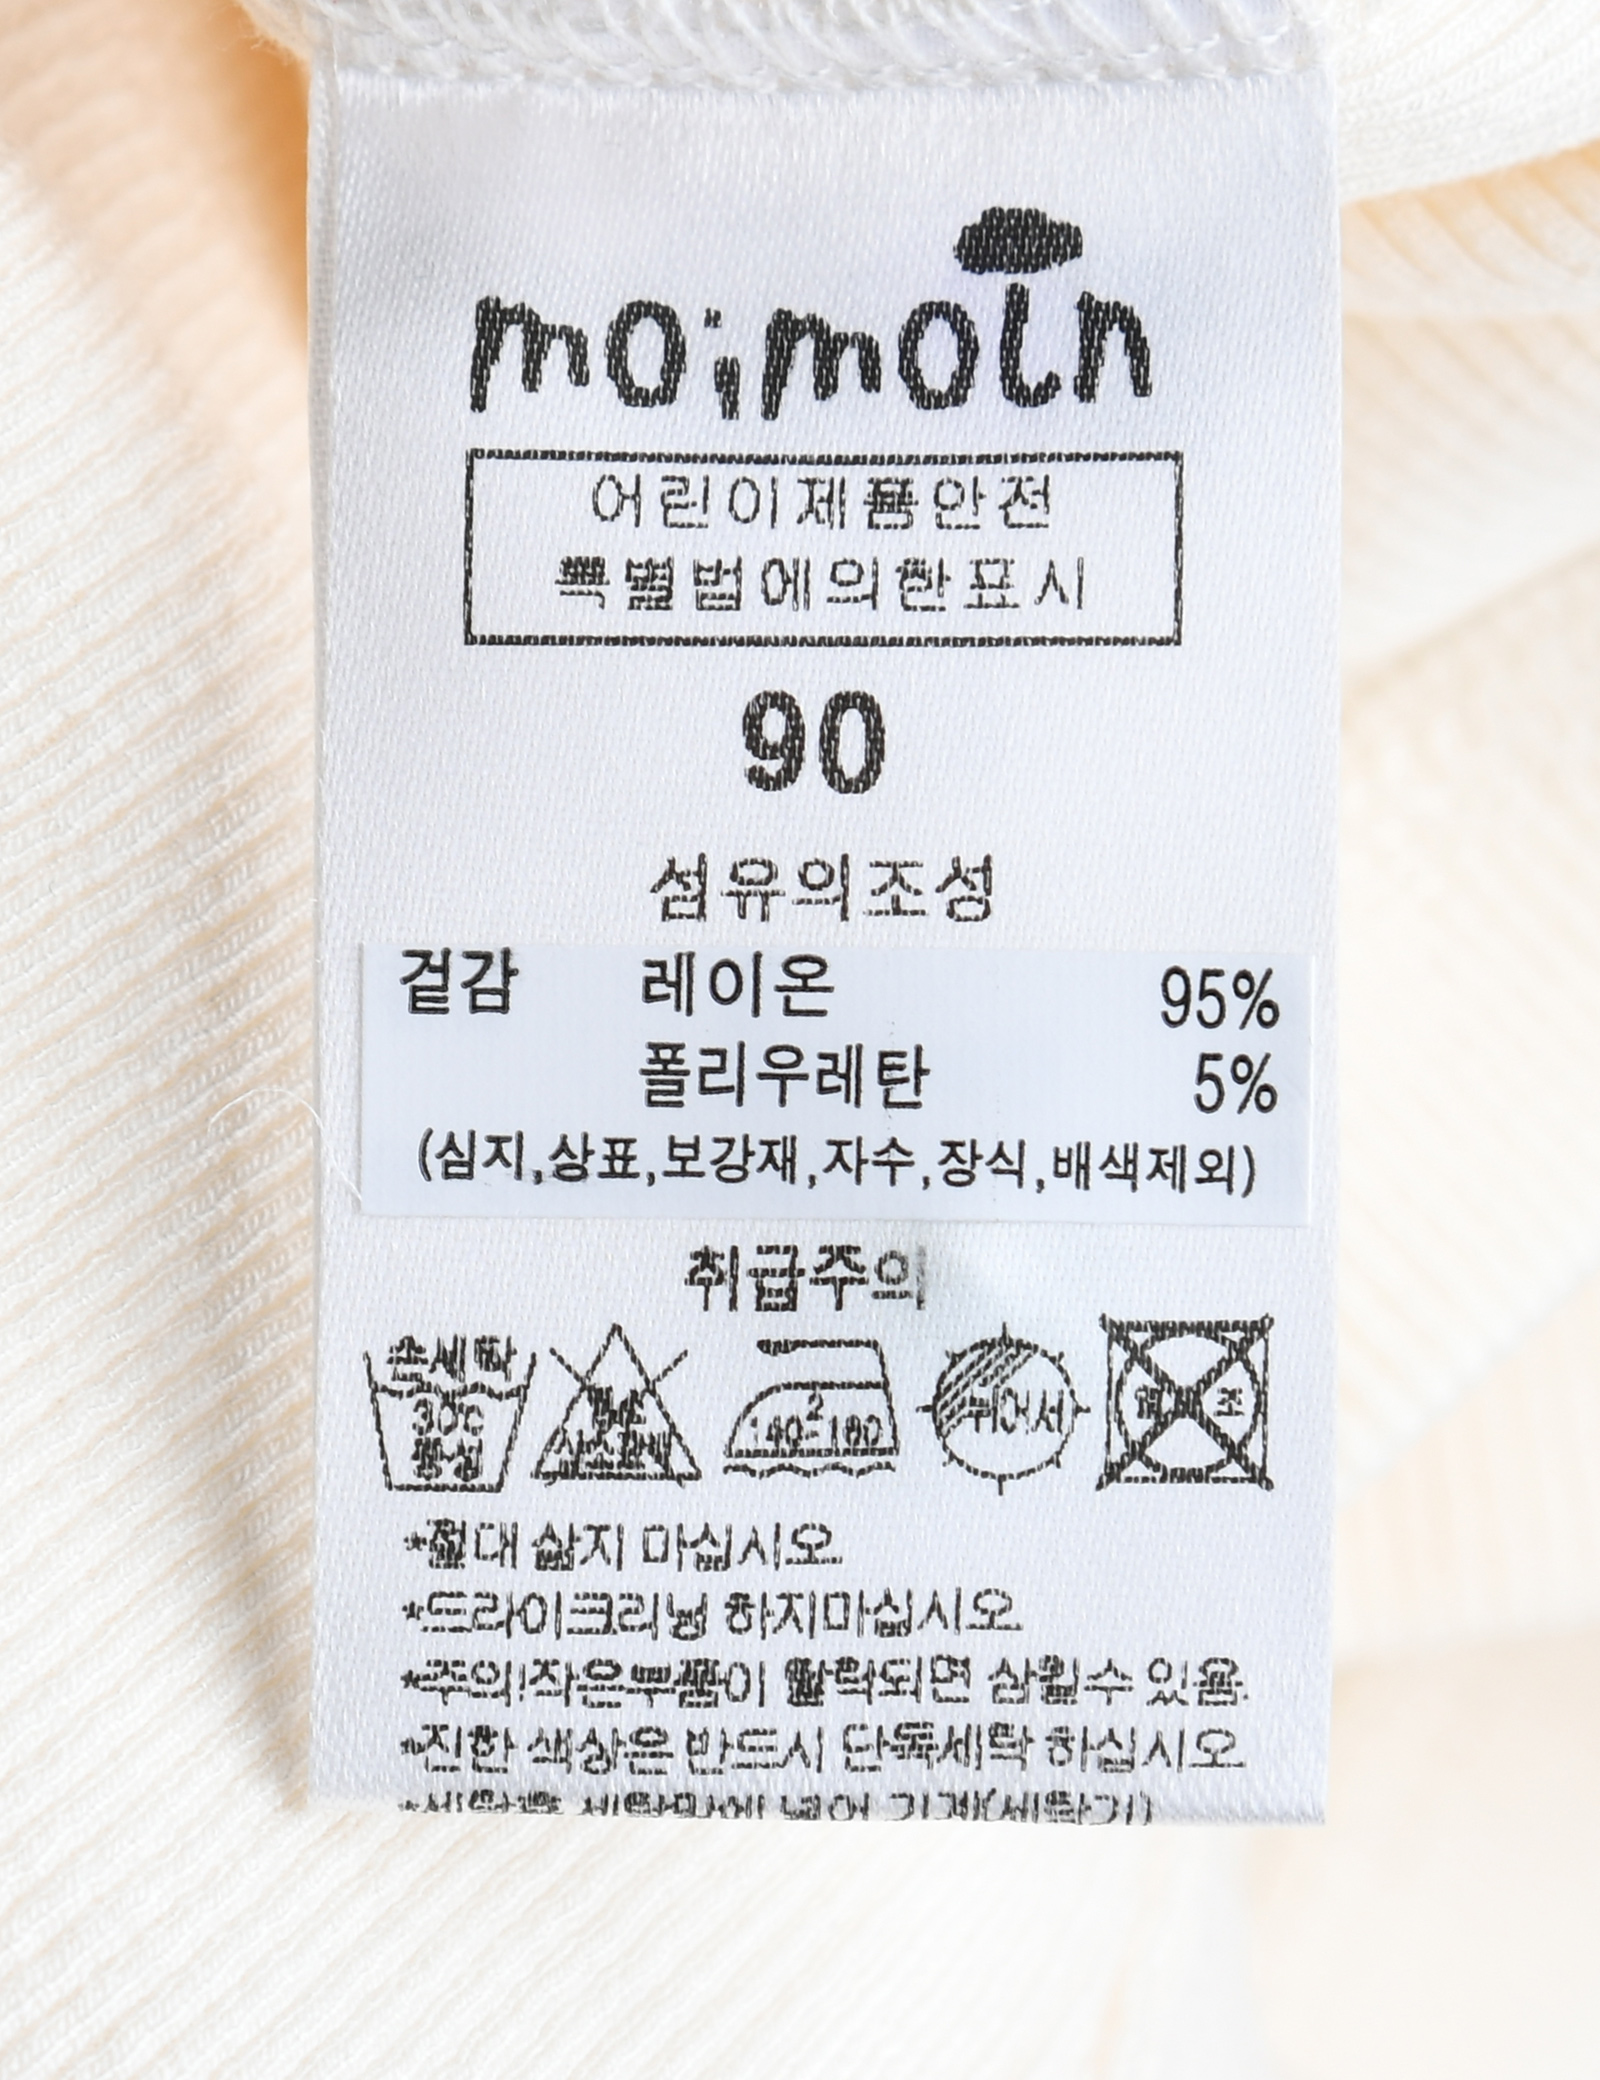 moimoln
어린이제품안전
특별법에의한표시
90
섬유의조성
겉감 레이온 95%
폴리우레탄 5%
(심지,상표,보강재,자수,장식,배색제외)
취급주의
손세탁
30℃
중성
2
140-160
뉘어서
*절대 삶지 마십시오
*드라이크리닝 하지마십시오
*주의!작은부품이 탈락되면 삼킬수 있음.
*진한 색상은 반드시 단독세탁 하십시오